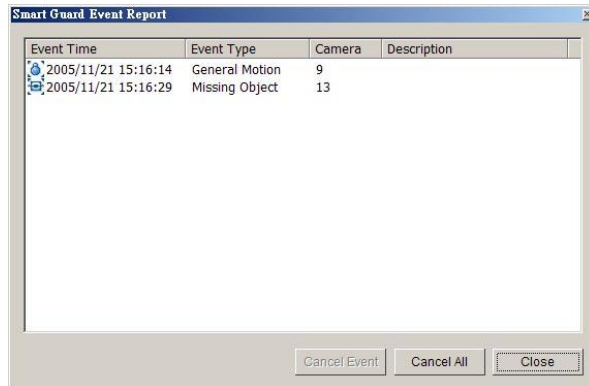 Smart Guard Event Report
Event Time Event Type Camera Description
2005/11/21 15:16:14 General Motion 9
2005/11/21 15:16:29 Missing Object 13
Cancel Event Cancel All Close